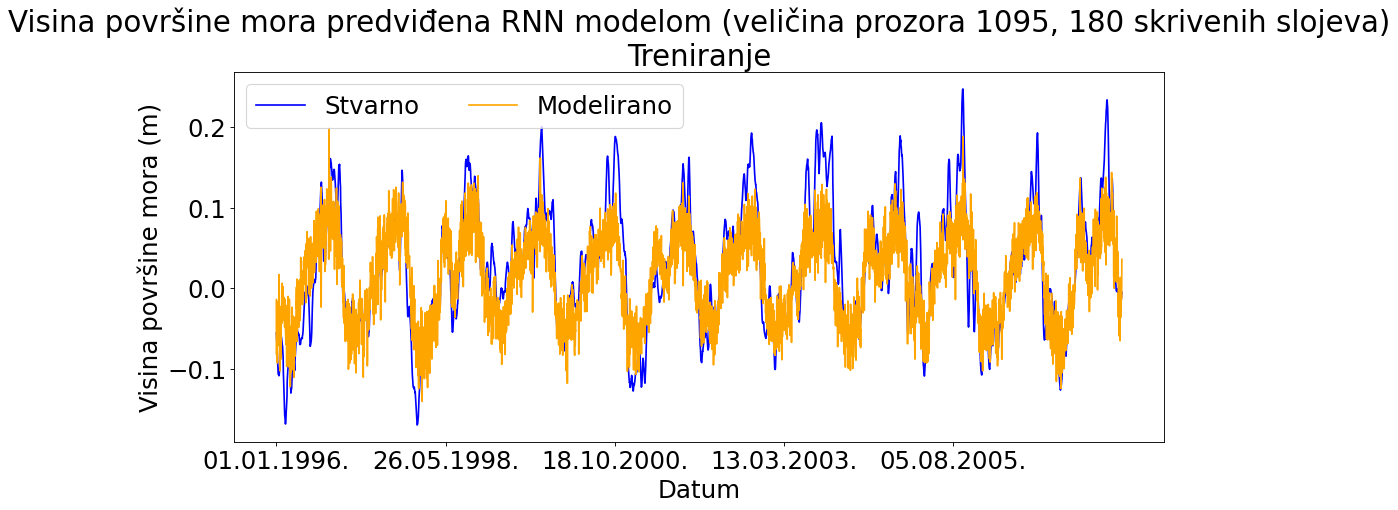 Visina površine mora predviđena RNN modelom (veličina prozora 1095, 180 skrivenih slojeva)
Treniranje
Stvarno
Modelirano
Visina površine mora (m)
0.2
0.1
0.0
−0.1
01.01.1996.
26.05.1998.
18.10.2000.
13.03.2003.
05.08.2005.
Datum